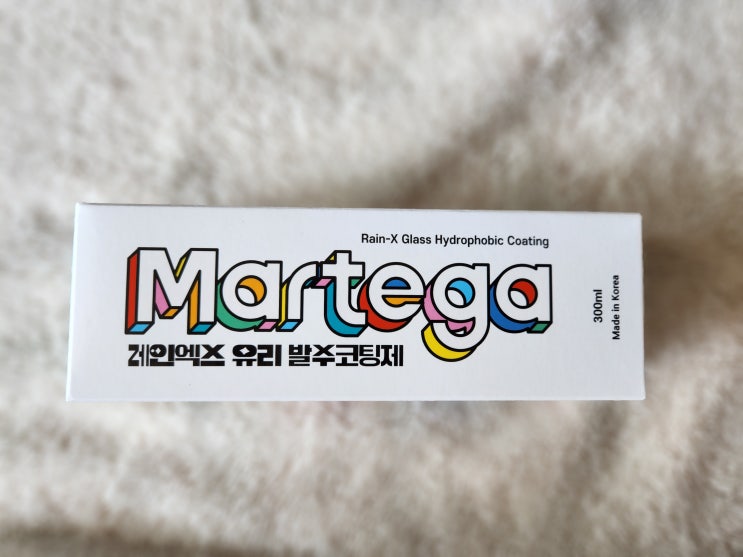 Rain-X Glass Hydrophobic Coating
Martega
레인엑스 유리 발수코팅제
300ml
Made in Korea